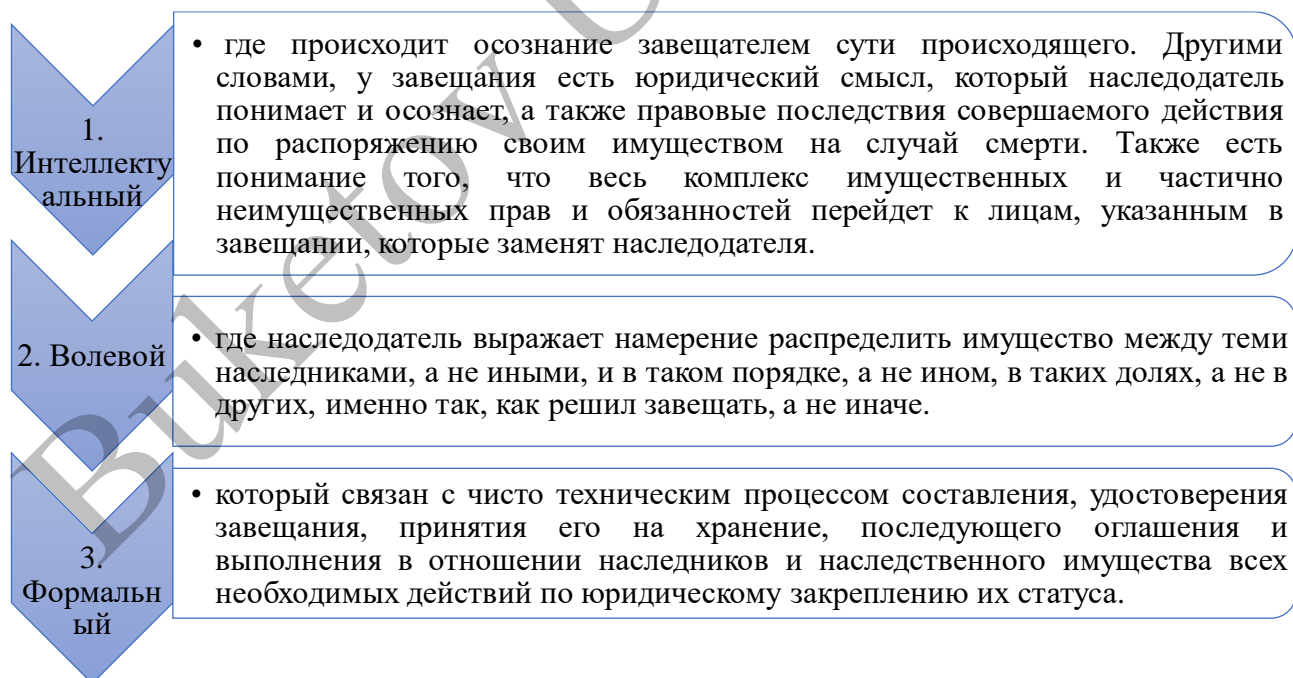 1.
Интеллекту
альный
• где происходит осознание завещателем сути происходящего. Другими
словами, у завещания есть юридический смысл, который наследодатель
понимает и осознает, а также правовые последствия совершаемого действия
по распоряжению своим имуществом на случай смерти. Также есть
понимание того, что весь комплекс имущественных и частично
неимущественных прав и обязанностей перейдет к лицам, указанным в
завещании, которые заменят наследодателя.
2. Волевой
• где наследодатель выражает намерение распределить имущество между теми
наследниками, а не иными, и в таком порядке, а не ином, в таких долях, а не в
других, именно так, как решил завещать, а не иначе.
3.
Формальн
ый
• который связан с чисто техническим процессом составления, удостоверения
завещания, принятия его на хранение, последующего оглашения и
выполнения в отношении наследников и наследственного имущества всех
необходимых действий по юридическому закреплению их статуса.
Buketov U